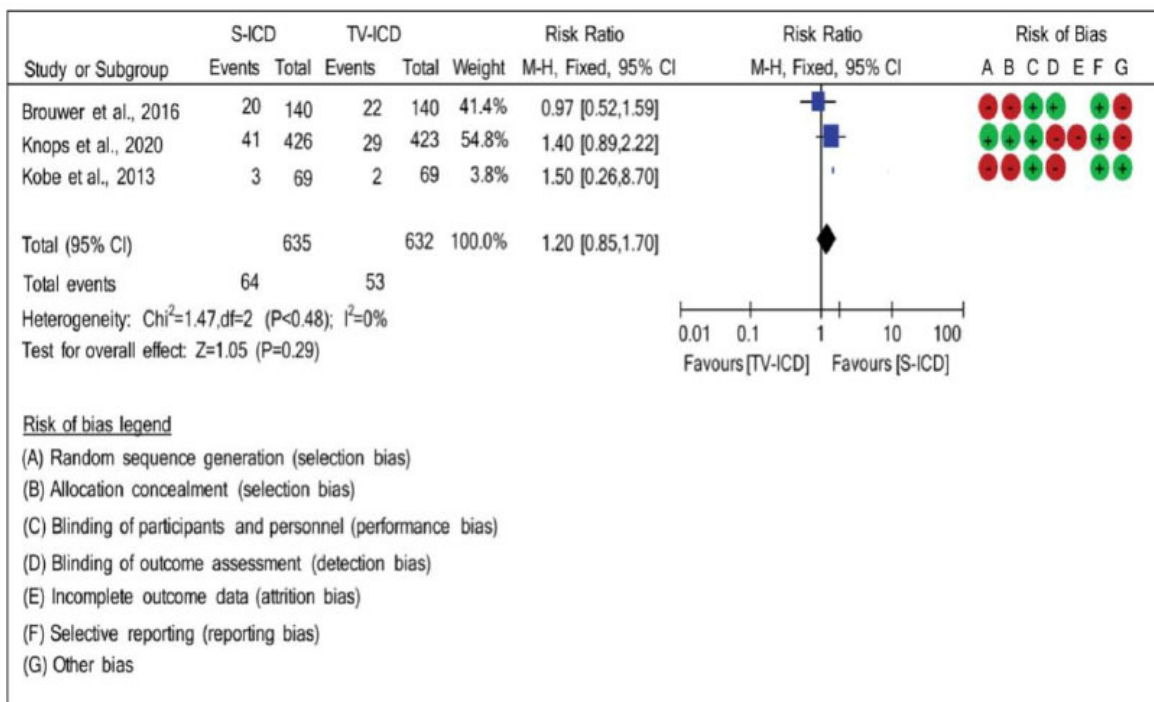 S-ICD TV-ICD Risk Ratio Risk Ratio Risk of Bias
Study or Subgroup Events Total Events Total Weight M-H, Fixed, 95% CI M-H, Fixed, 95% CI A B C D E F G
Brouwer et al., 2016 20 140 22 140 41.4% 0.97 [0.52,1.59] - - + + + -
Knops et al., 2020 41 426 29 423 54.8% 1.40 [0.89,2.22] + + + - - + -
Kobe et al., 2013 3 69 2 69 3.8% 1.50 [0.26,8.70] - - + - + +
Total (95% CI) 635 632 100.0% 1.20 [0.85,1.70]
Total events 64 53
Heterogeneity: Chi²=1.47,df=2 (P<0.48); I²=0%
Test for overall effect: Z=1.05 (P=0.29)
0.01 0.1 1 10 100
Favours [TV-ICD] Favours [S-ICD]
Risk of bias legend
(A) Random sequence generation (selection bias)
(B) Allocation concealment (selection bias)
(C) Blinding of participants and personnel (performance bias)
(D) Blinding of outcome assessment (detection bias)
(E) Incomplete outcome data (attrition bias)
(F) Selective reporting (reporting bias)
(G) Other bias